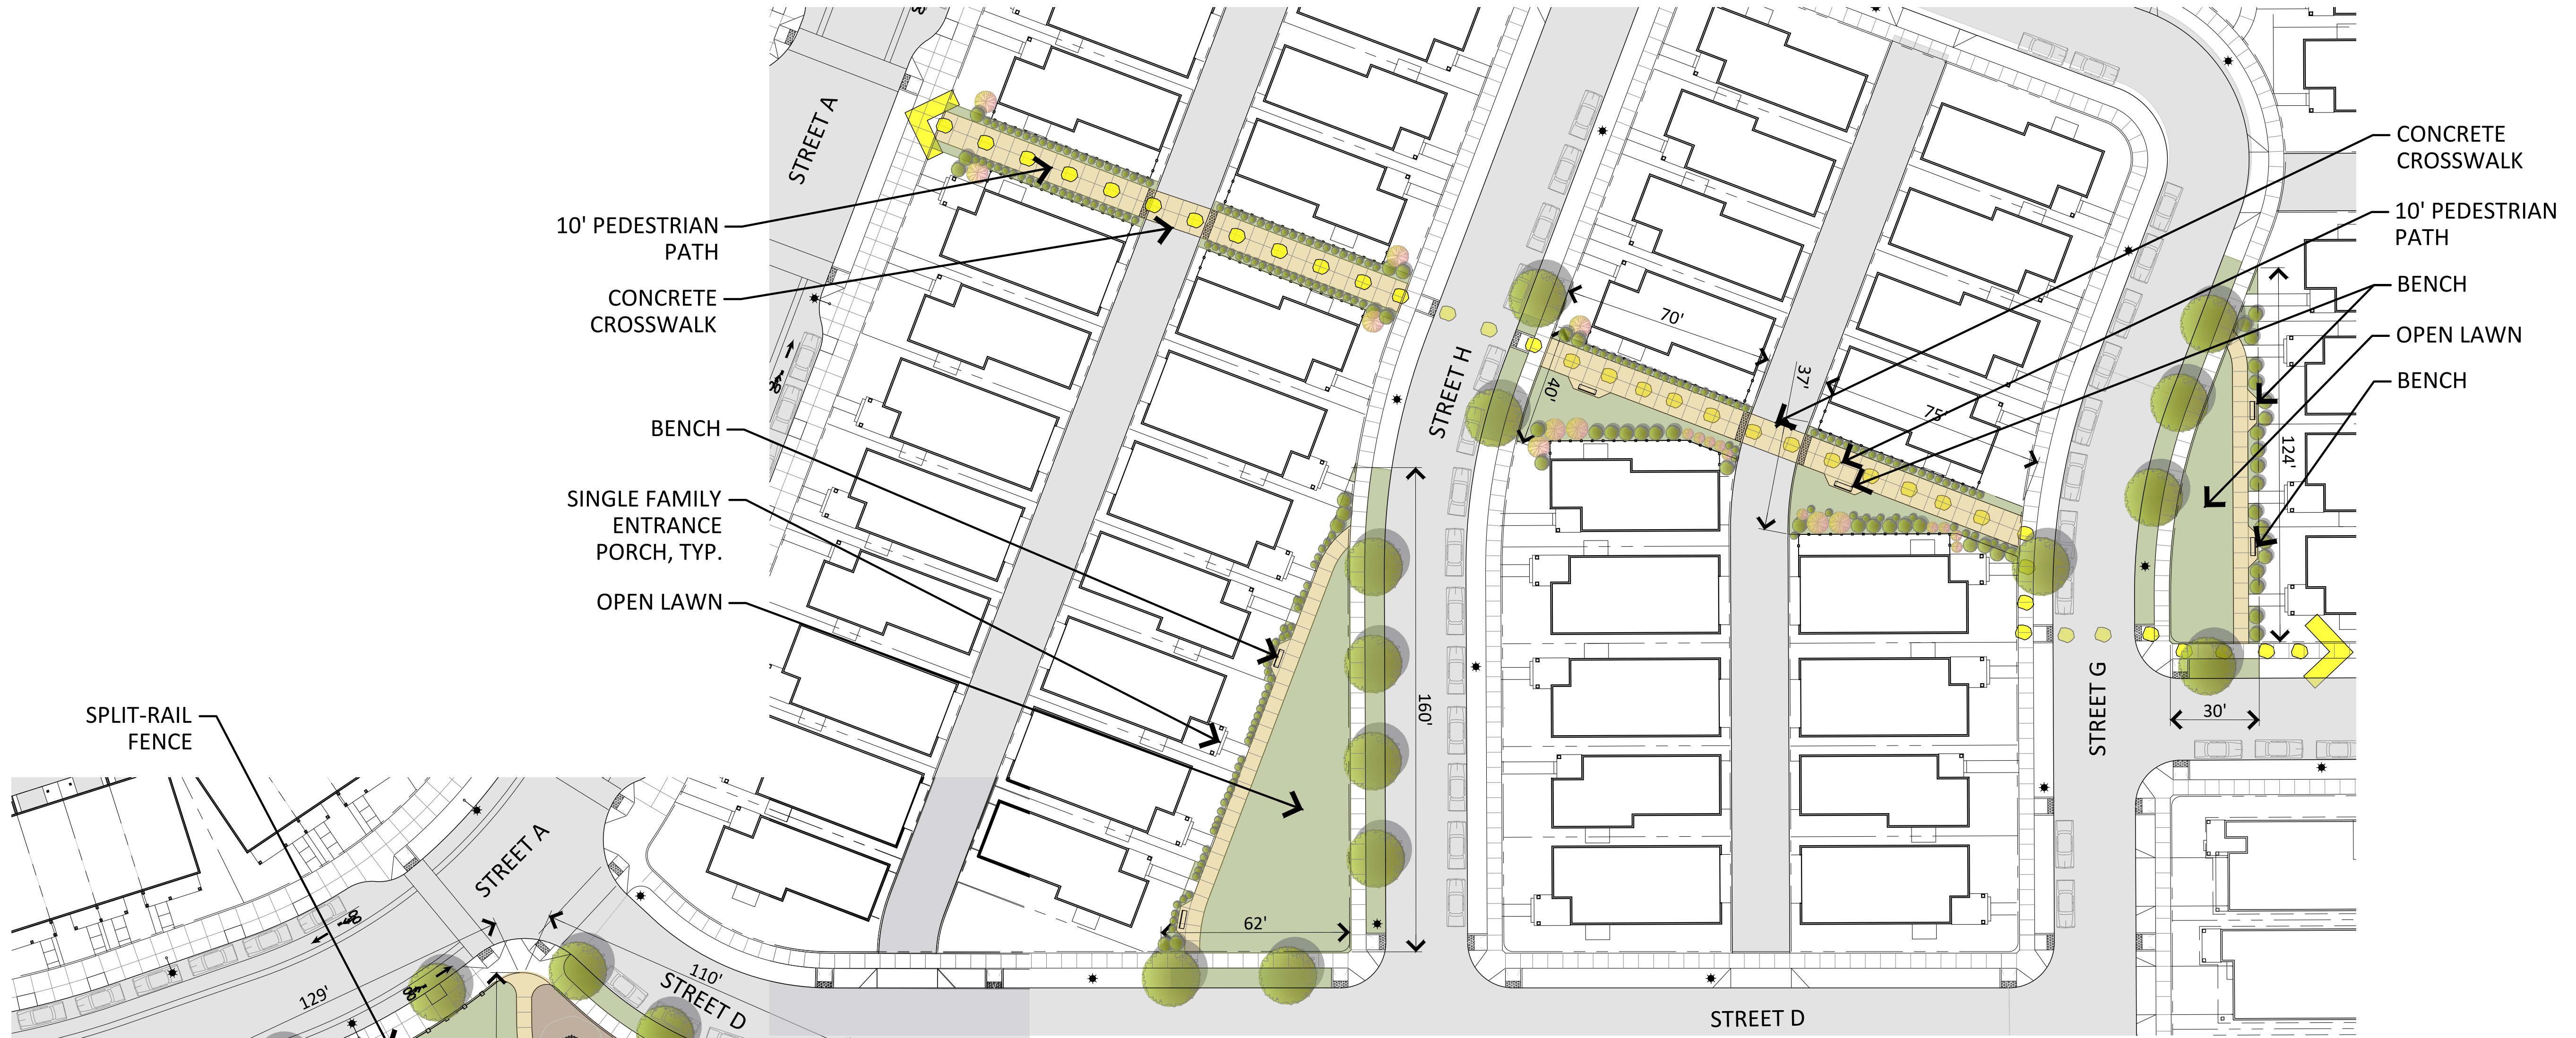 STREET A
10' PEDESTRIAN
PATH
CONCRETE
CROSSWALK
BENCH
SINGLE FAMILY
ENTRANCE
PORCH, TYP.
OPEN LAWN
SPLIT-RAIL
FENCE
STREET A
129'
110'
STREET D
62'
160'
STREET H
70'
40'
37'
75'
CONCRETE
CROSSWALK
10' PEDESTRIAN
PATH
BENCH
OPEN LAWN
BENCH
124'
30'
STREET G
STREET D